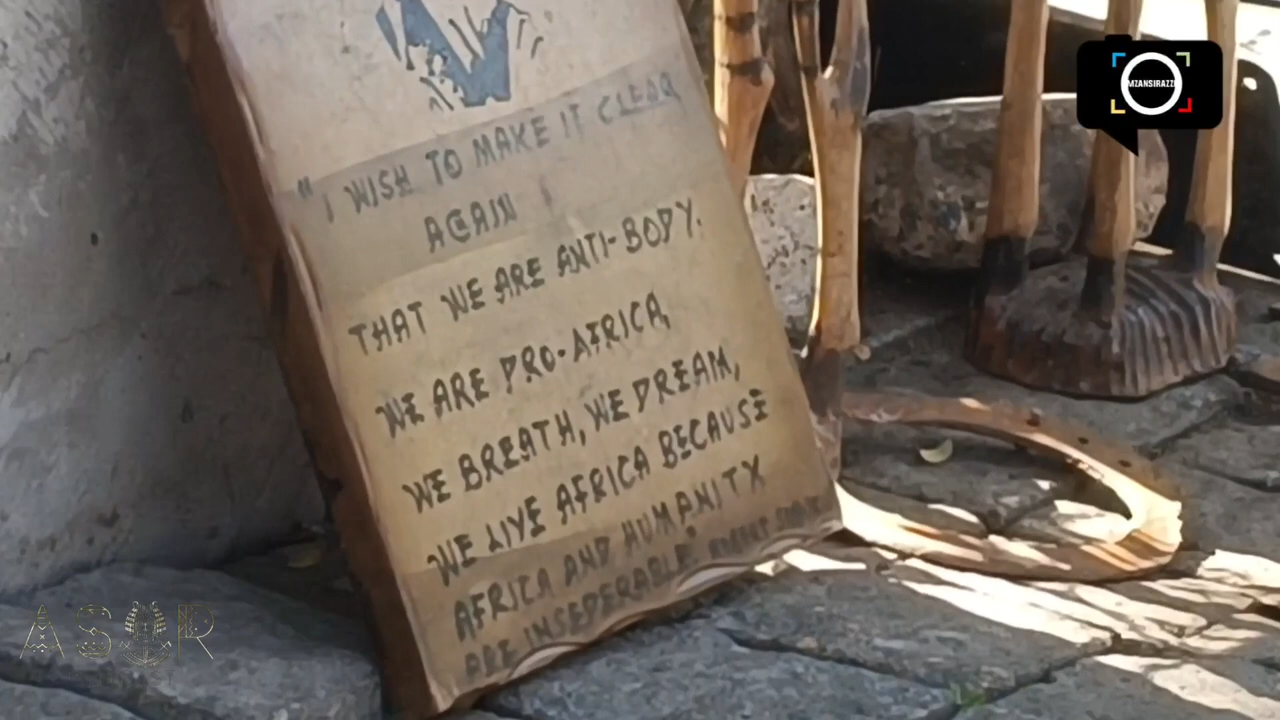 "I WISH TO MAKE IT CLEAR
AGAIN
THAT WE ARE ANTI-BODY.
WE ARE PRO-AFRICA,
WE BREATH, WE DREAM,
WE LIVE AFRICA BECAUSE
AFRICA AND HUMANITY
ARE INSEPERABLE.
MZANSIRAZZI
ASOR